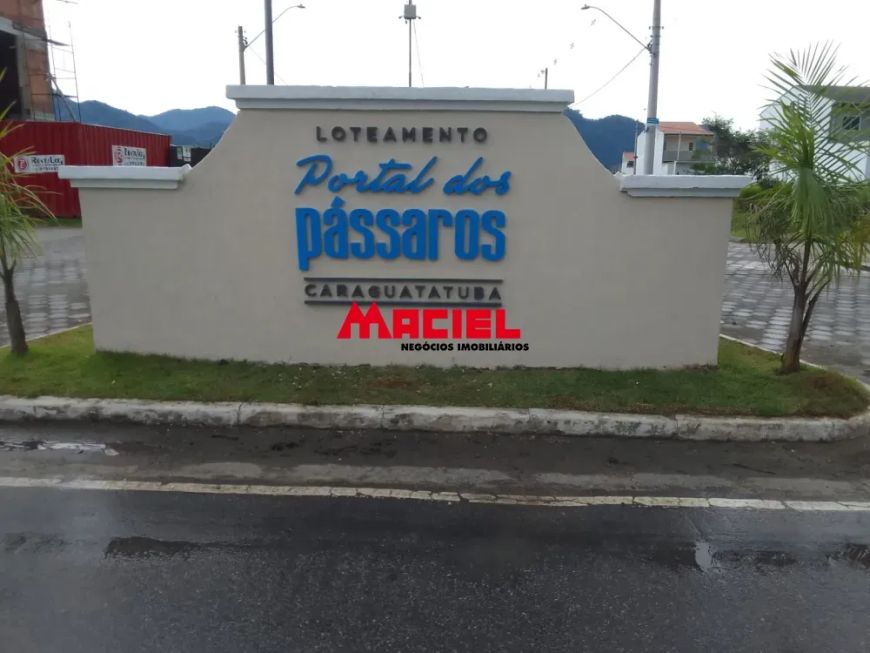 LOTEAMENTO
Portal dos
pássaros
CARAGUATATUBA
MACIEL
NEGÓCIOS IMOBILIÁRIOS